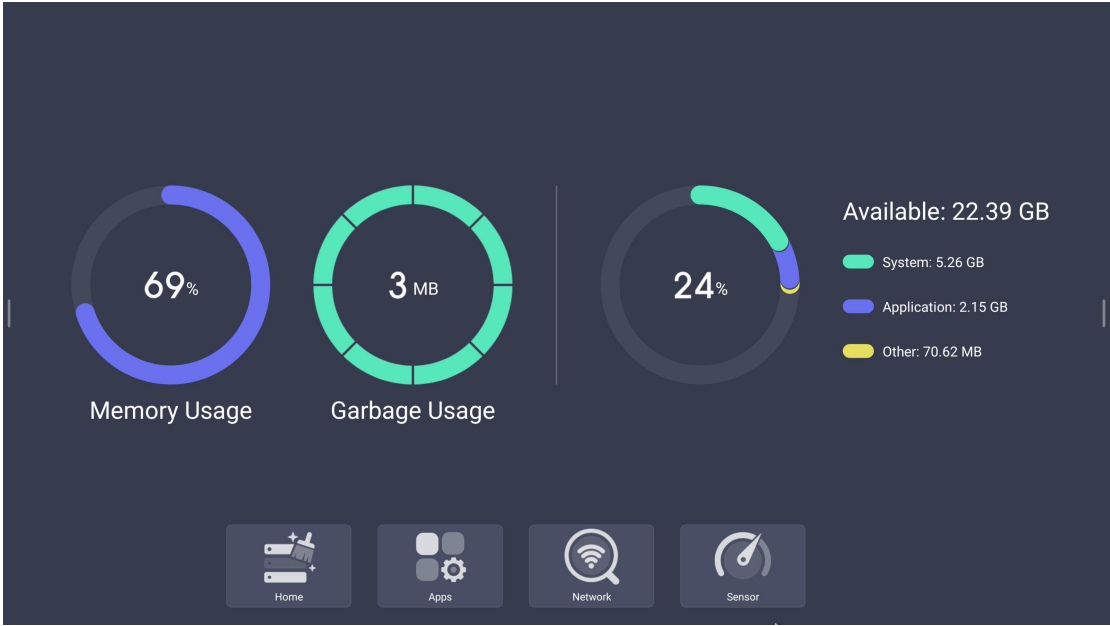 69%
Memory Usage
3 MB
Garbage Usage
24%
Available: 22.39 GB
System: 5.26 GB
Application: 2.15 GB
Other: 70.62 MB
Home
Apps
Network
Sensor